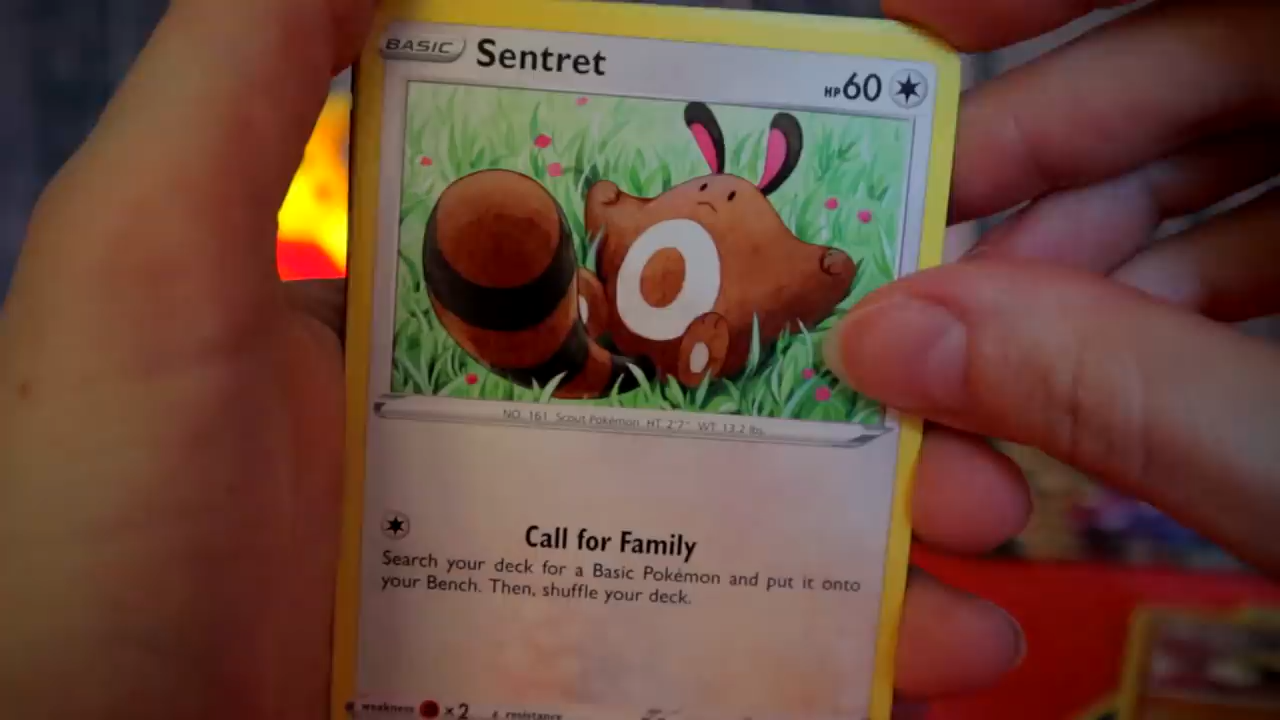 BASIC Sentret HP60
NO. 161 Scout Pokémon HT 2'7" WT 13.2 lbs.
Call for Family
Search your deck for a Basic Pokémon and put it onto
your Bench. Then, shuffle your deck.
weakness ×2 resistance